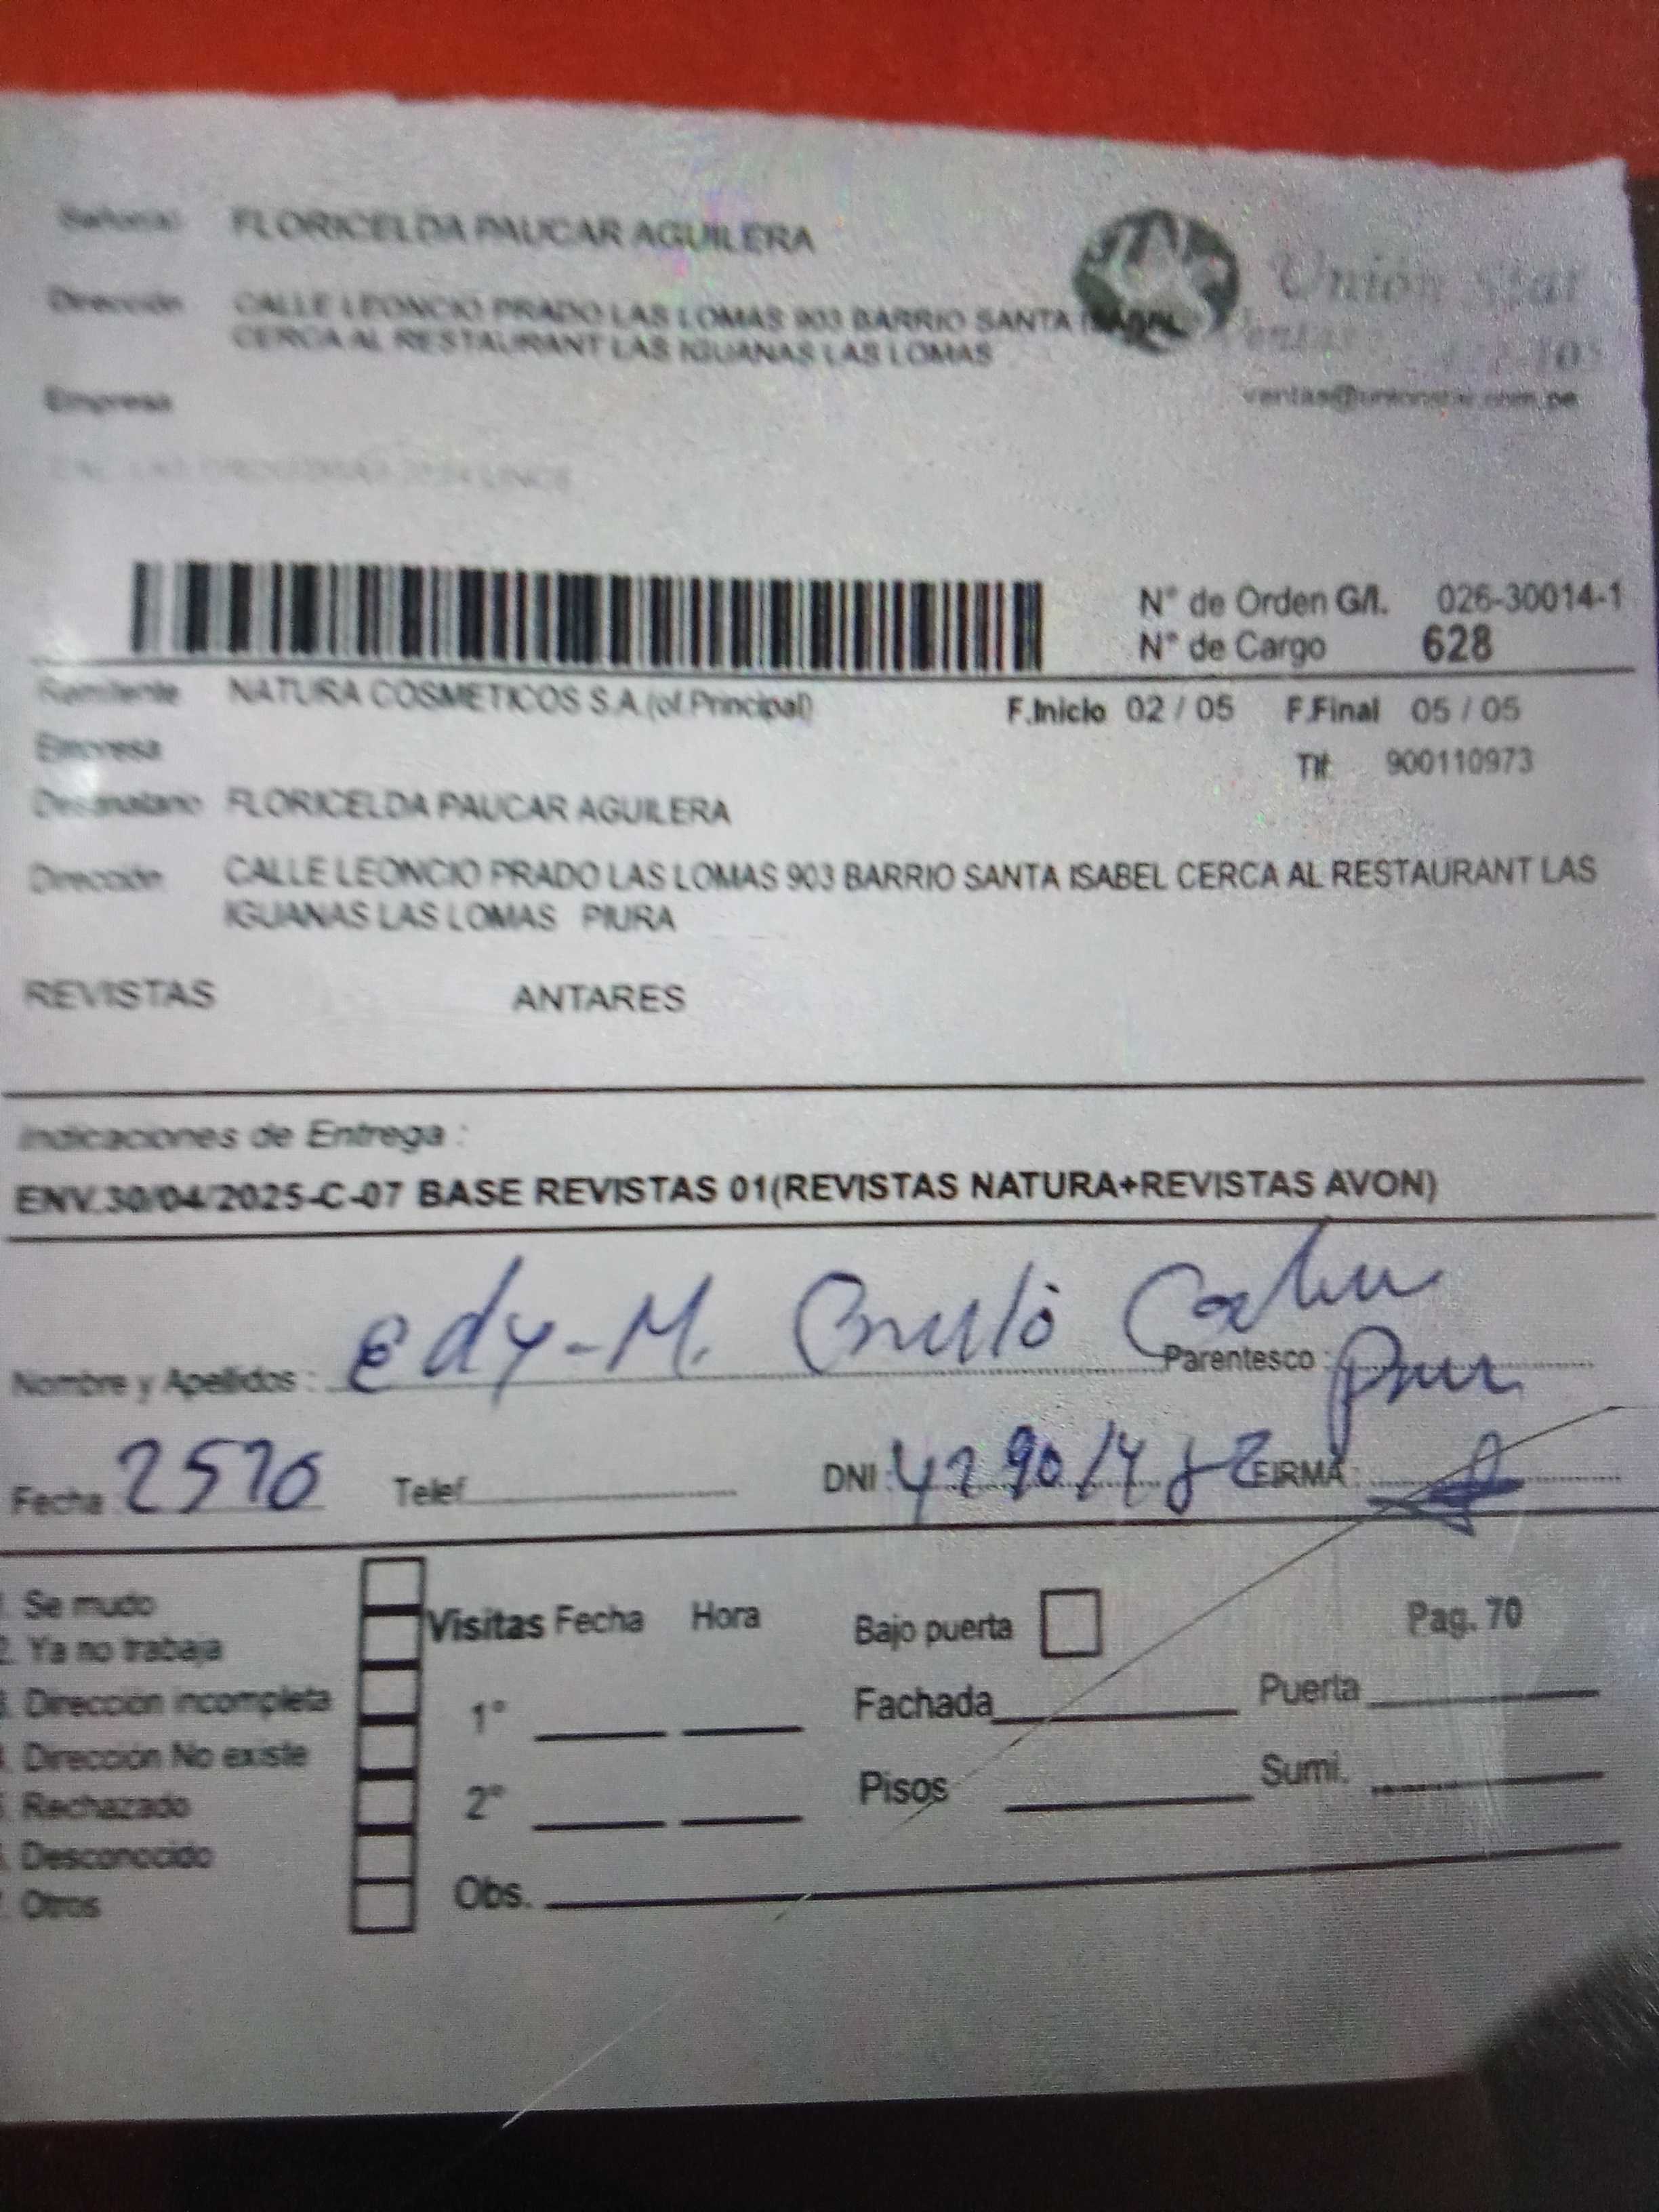 Señor(a) FLORICELDA PAUCAR AGUILERA
Dirección CALLE LEONCIO PRADO LAS LOMAS 903 BARRIO SANTA ISABEL
CERCA AL RESTAURANT LAS IGUANAS LAS LOMAS
Unión Star
Ventas
ventas@unionstar.com.pe
Empresa
N° de Orden G/I. 026-30014-1
N° de Cargo 628
Remitente NATURA COSMETICOS S.A.(of.Principal) F.Inicio 02 / 05 F.Final 05 / 05
Empresa
Tlf 900110973
Destinatario FLORICELDA PAUCAR AGUILERA
Dirección CALLE LEONCIO PRADO LAS LOMAS 903 BARRIO SANTA ISABEL CERCA AL RESTAURANT LAS
IGUANAS LAS LOMAS PIURA
REVISTAS ANTARES
Indicaciones de Entrega :
ENV.30/04/2025-C-07 BASE REVISTAS 01(REVISTAS NATURA+REVISTAS AVON)
Nombre y Apellidos : Edy-M. Parentesco :
Fecha Telef. DNI : FIRMA :
1. Se mudo
2. Ya no trabaja
3. Dirección incompleta
4. Dirección No existe
5. Rechazado
6. Desconocido
7. Otros
Visitas Fecha Hora
1°
2°
Obs.
Bajo puerta Pag. 70
Fachada Puerta
Pisos Sumi.